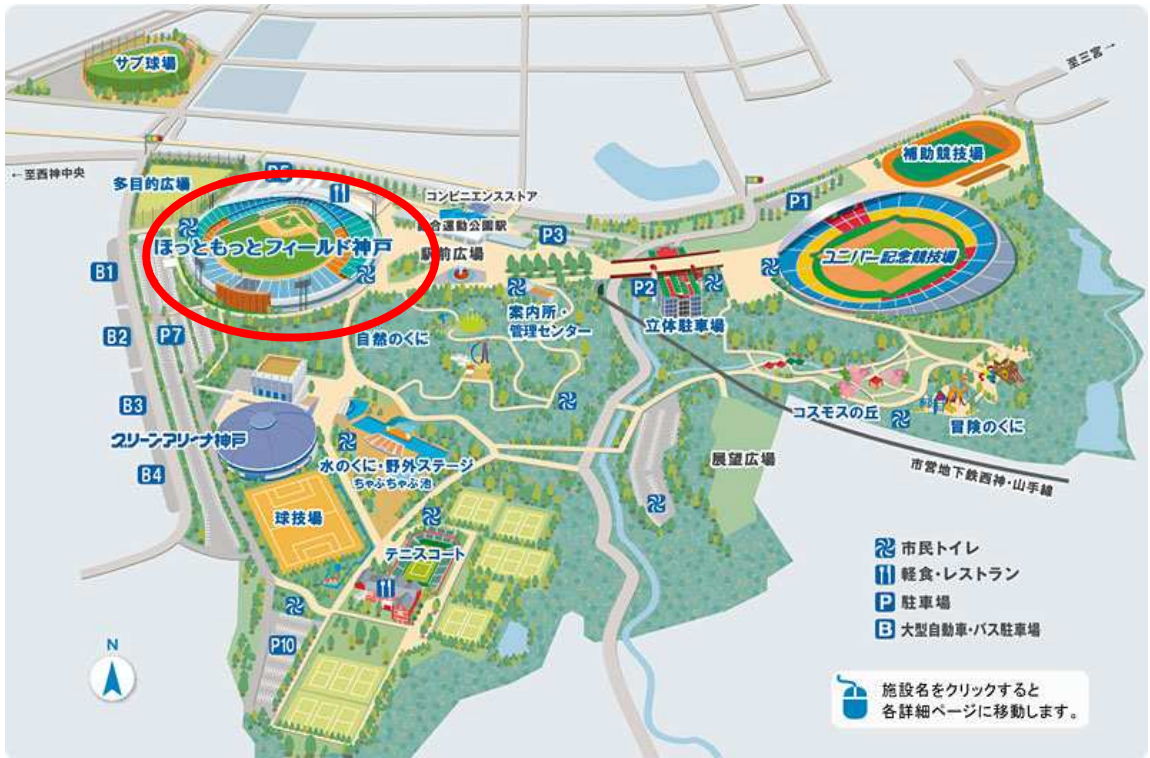 サブ球場
至三宮→
←至西神中央
多目的広場
P5
コンビニエンスストア
補助競技場
P1
ほっともっとフィールド神戸
合運動公園駅
P3
駅前広場
ユニバー記念競技場
B1
P2
B2
P7
自然のくに
案内所・
管理センター
立体駐車場
B3
コスモスの丘
冒険のくに
グリーンアリーナ神戸
B4
水のくに・野外ステージ
ちゃぷちゃぷ池
展望広場
市営地下鉄西神・山手線
球技場
テニスコート
市民トイレ
軽食・レストラン
P 駐車場
B 大型自動車・バス駐車場
P10
N
施設名をクリックすると
各詳細ページに移動します。